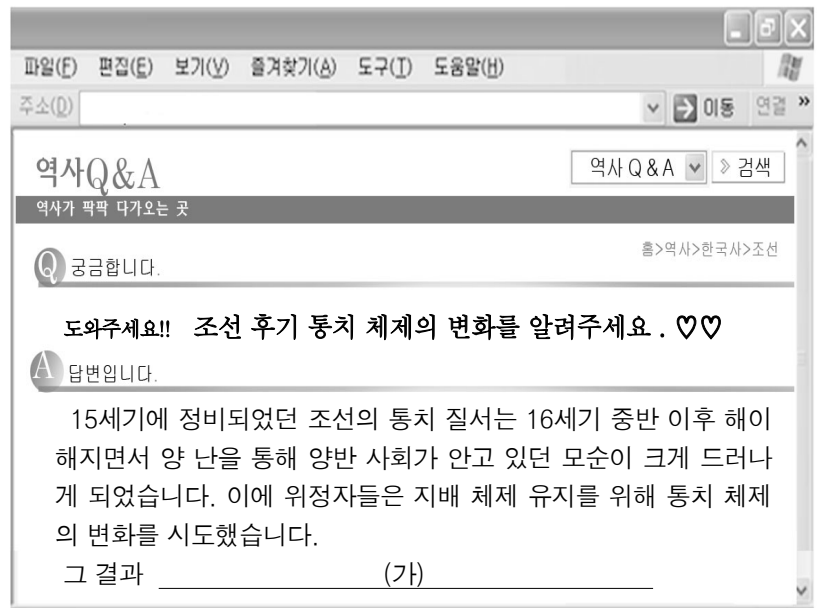 파일(F) 편집(E) 보기(V) 즐겨찾기(A) 도구(T) 도움말(H)
주소(D) 이동 연결 »
역사Q&A 역사 Q & A » 검색
역사가 팍팍 다가오는 곳
홈>역사>한국사>조선
Q 궁금합니다.
도와주세요!! 조선 후기 통치 체제의 변화를 알려주세요 . ♡♡
A 답변입니다.
15세기에 정비되었던 조선의 통치 질서는 16세기 중반 이후 해이
해지면서 양 난을 통해 양반 사회가 안고 있던 모순이 크게 드러나
게 되었습니다. 이에 위정자들은 지배 체제 유지를 위해 통치 체제
의 변화를 시도했습니다.
그 결과 (가)